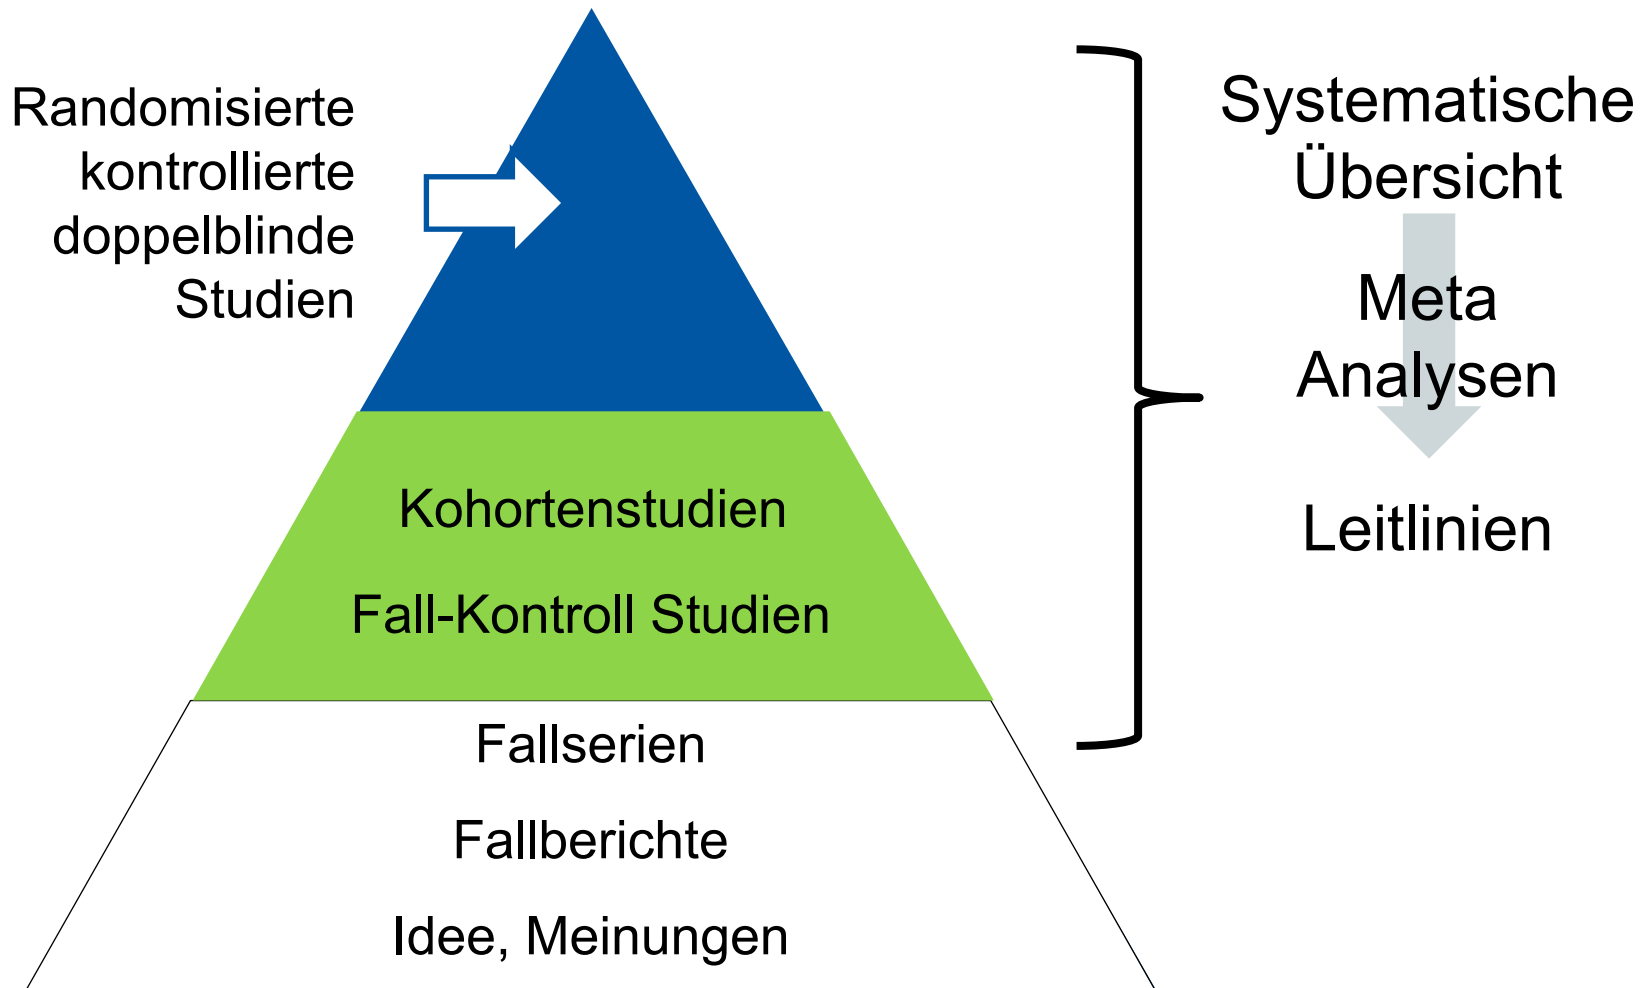 Randomisierte
kontrollierte
doppelblinde
Studien
Kohortenstudien
Fall-Kontroll Studien
Fallserien
Fallberichte
Idee, Meinungen
Systematische
Übersicht
Meta
Analysen
Leitlinien